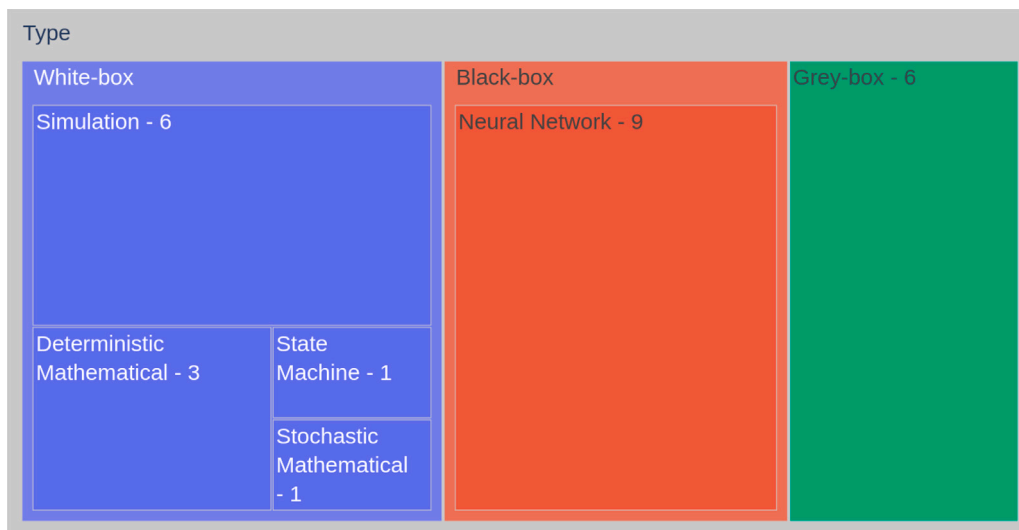 Type
White-box
Simulation - 6
Deterministic
Mathematical - 3
State
Machine - 1
Stochastic
Mathematical
- 1
Black-box
Neural Network - 9
Grey-box - 6